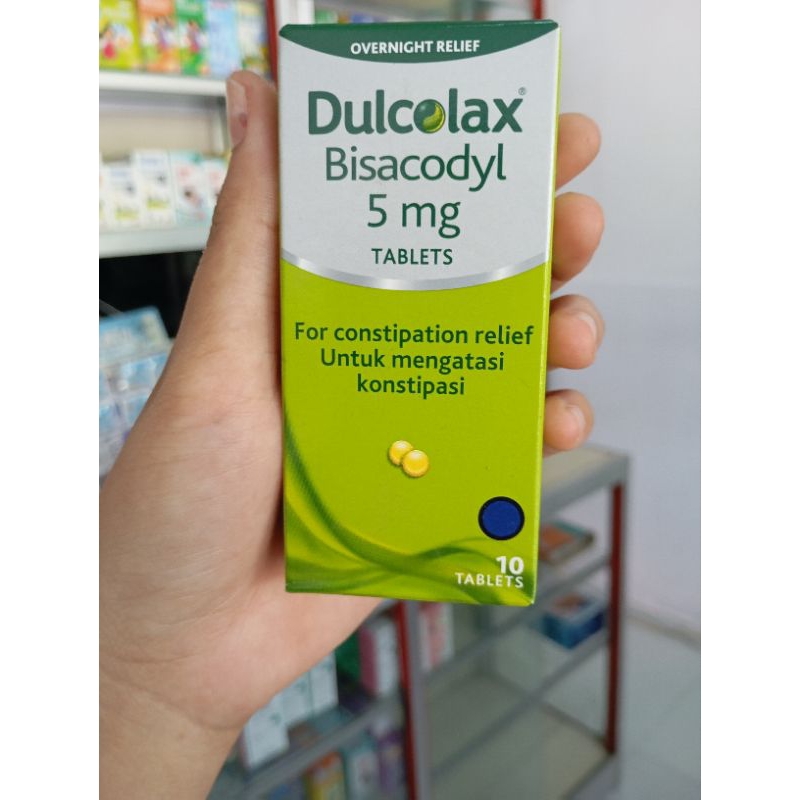 OVERNIGHT RELIEF
Dulcolax®
Bisacodyl
5 mg
TABLETS
For constipation relief
Untuk mengatasi
konstipasi
10
TABLETS